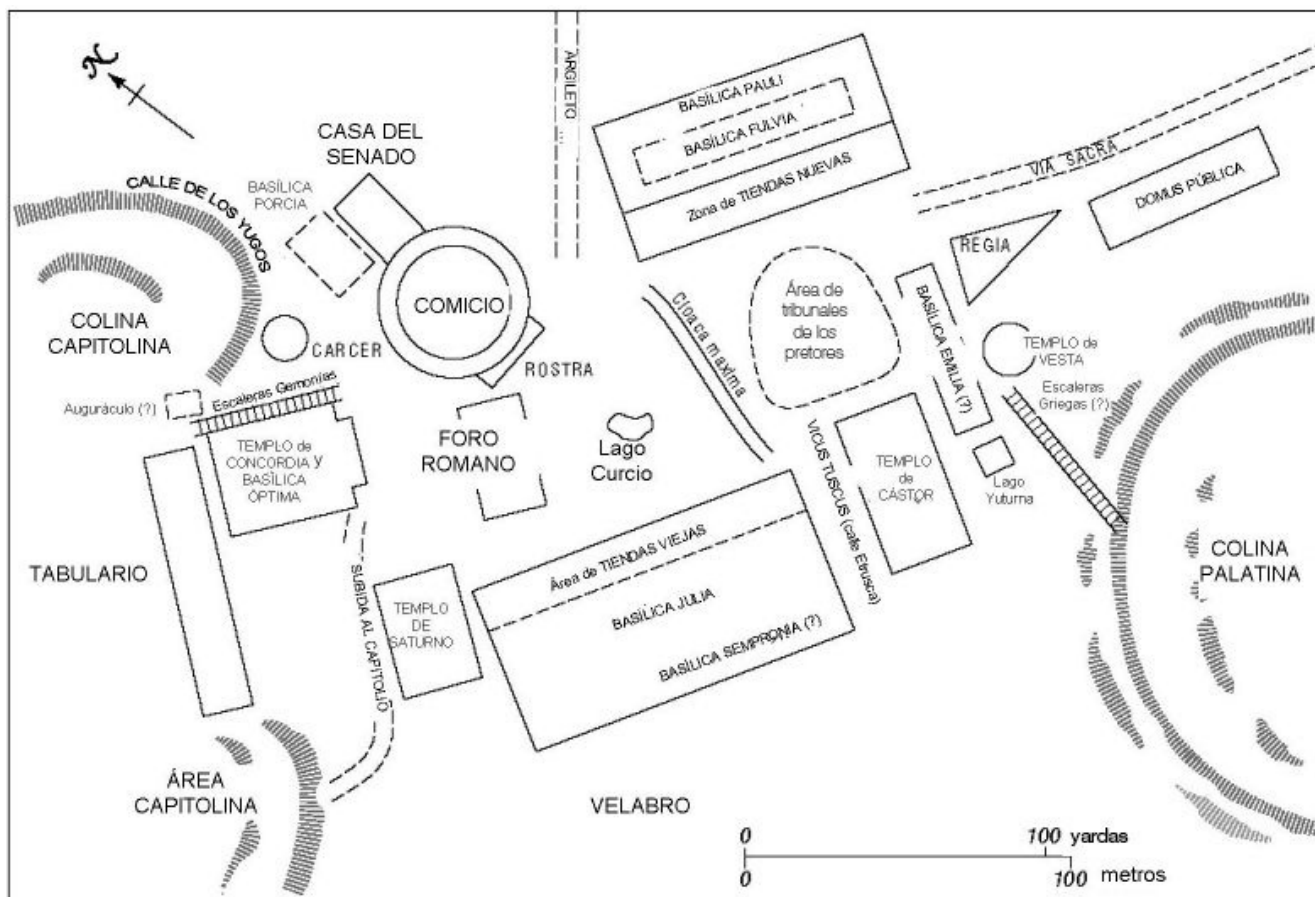 N
ARGILETO
...
CASA DEL
SENADO
BASÍLICA
PORCIA
CALLE DE LOS YUGOS
COLINA
CAPITOLINA
COMICIO
CARCER
ROSTRA
Escaleras Gemonías
Auguráculo (?)
TEMPLO de
CONCORDIA y
BASÍLICA
ÓPTIMA
FORO
ROMANO
Lago
Curcio
TABULARIO
SUBIDA AL CAPITOLIO
TEMPLO
DE
SATURNO
ÁREA
CAPITOLINA
BASÍLICA PAULI
BASÍLICA FULVIA
Zona de TIENDAS NUEVAS
Cloaca maxima
Área de
tribunales
de los
pretores
VIA SACRA
DOMUS PÚBLICA
REGIA
BASÍLICA EMILIA (?)
TEMPLO de
VESTA
Escaleras
Griegas (?)
VICUS TUSCUS (calle Etrusca)
TEMPLO
de
CÁSTOR
Lago
Yuturna
COLINA
PALATINA
Área de TIENDAS VIEJAS
BASÍLICA JULIA
BASÍLICA SEMPRONIA (?)
VELABRO
0 100 yardas
0 100 metros